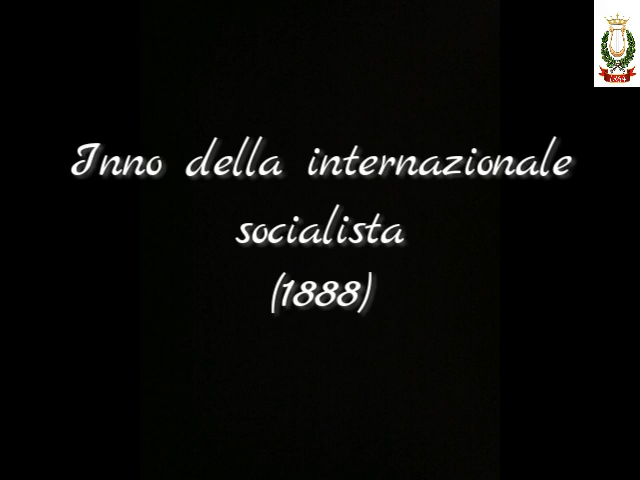 Inno della internazionale
socialista
(1888)